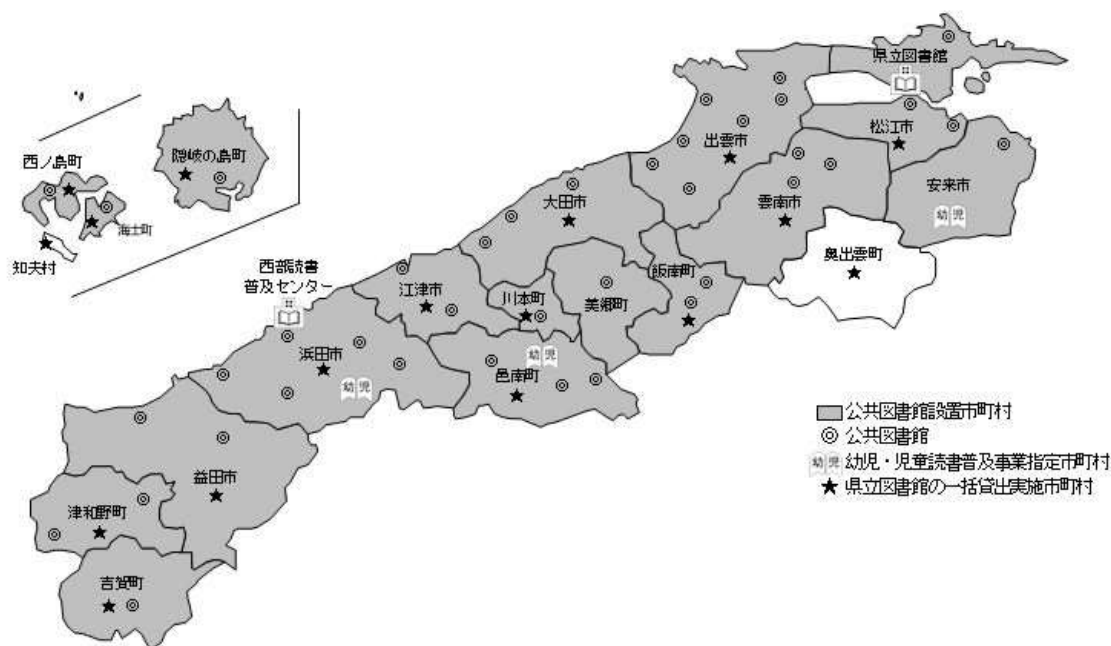 県立図書館
松江市
出雲市
安来市
幼 児
雲南市
奥出雲町
大田市
飯南町
美郷町
川本町
江津市
西部読書
普及センター
浜田市
幼 児
幼 児
邑南町
益田市
津和野町
吉賀町
西ノ島町
隠岐の島町
海士町
知夫村
公共図書館設置市町村
公共図書館
幼 児 幼児・児童読書普及事業指定市町村
県立図書館の一括貸出実施市町村